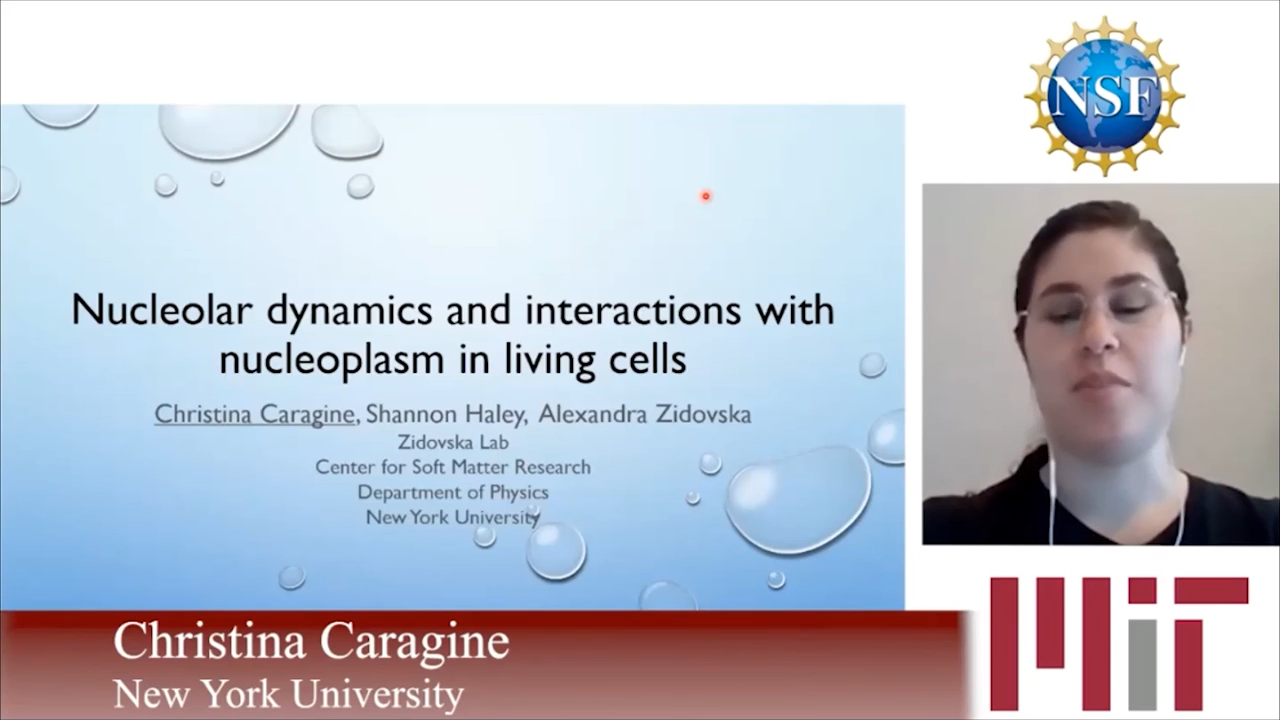 NSF
Nucleolar dynamics and interactions with
nucleoplasm in living cells
Christina Caragine, Shannon Haley, Alexandra Zidovska
Zidovska Lab
Center for Soft Matter Research
Department of Physics
New York University
Christina Caragine
New York University
MIT